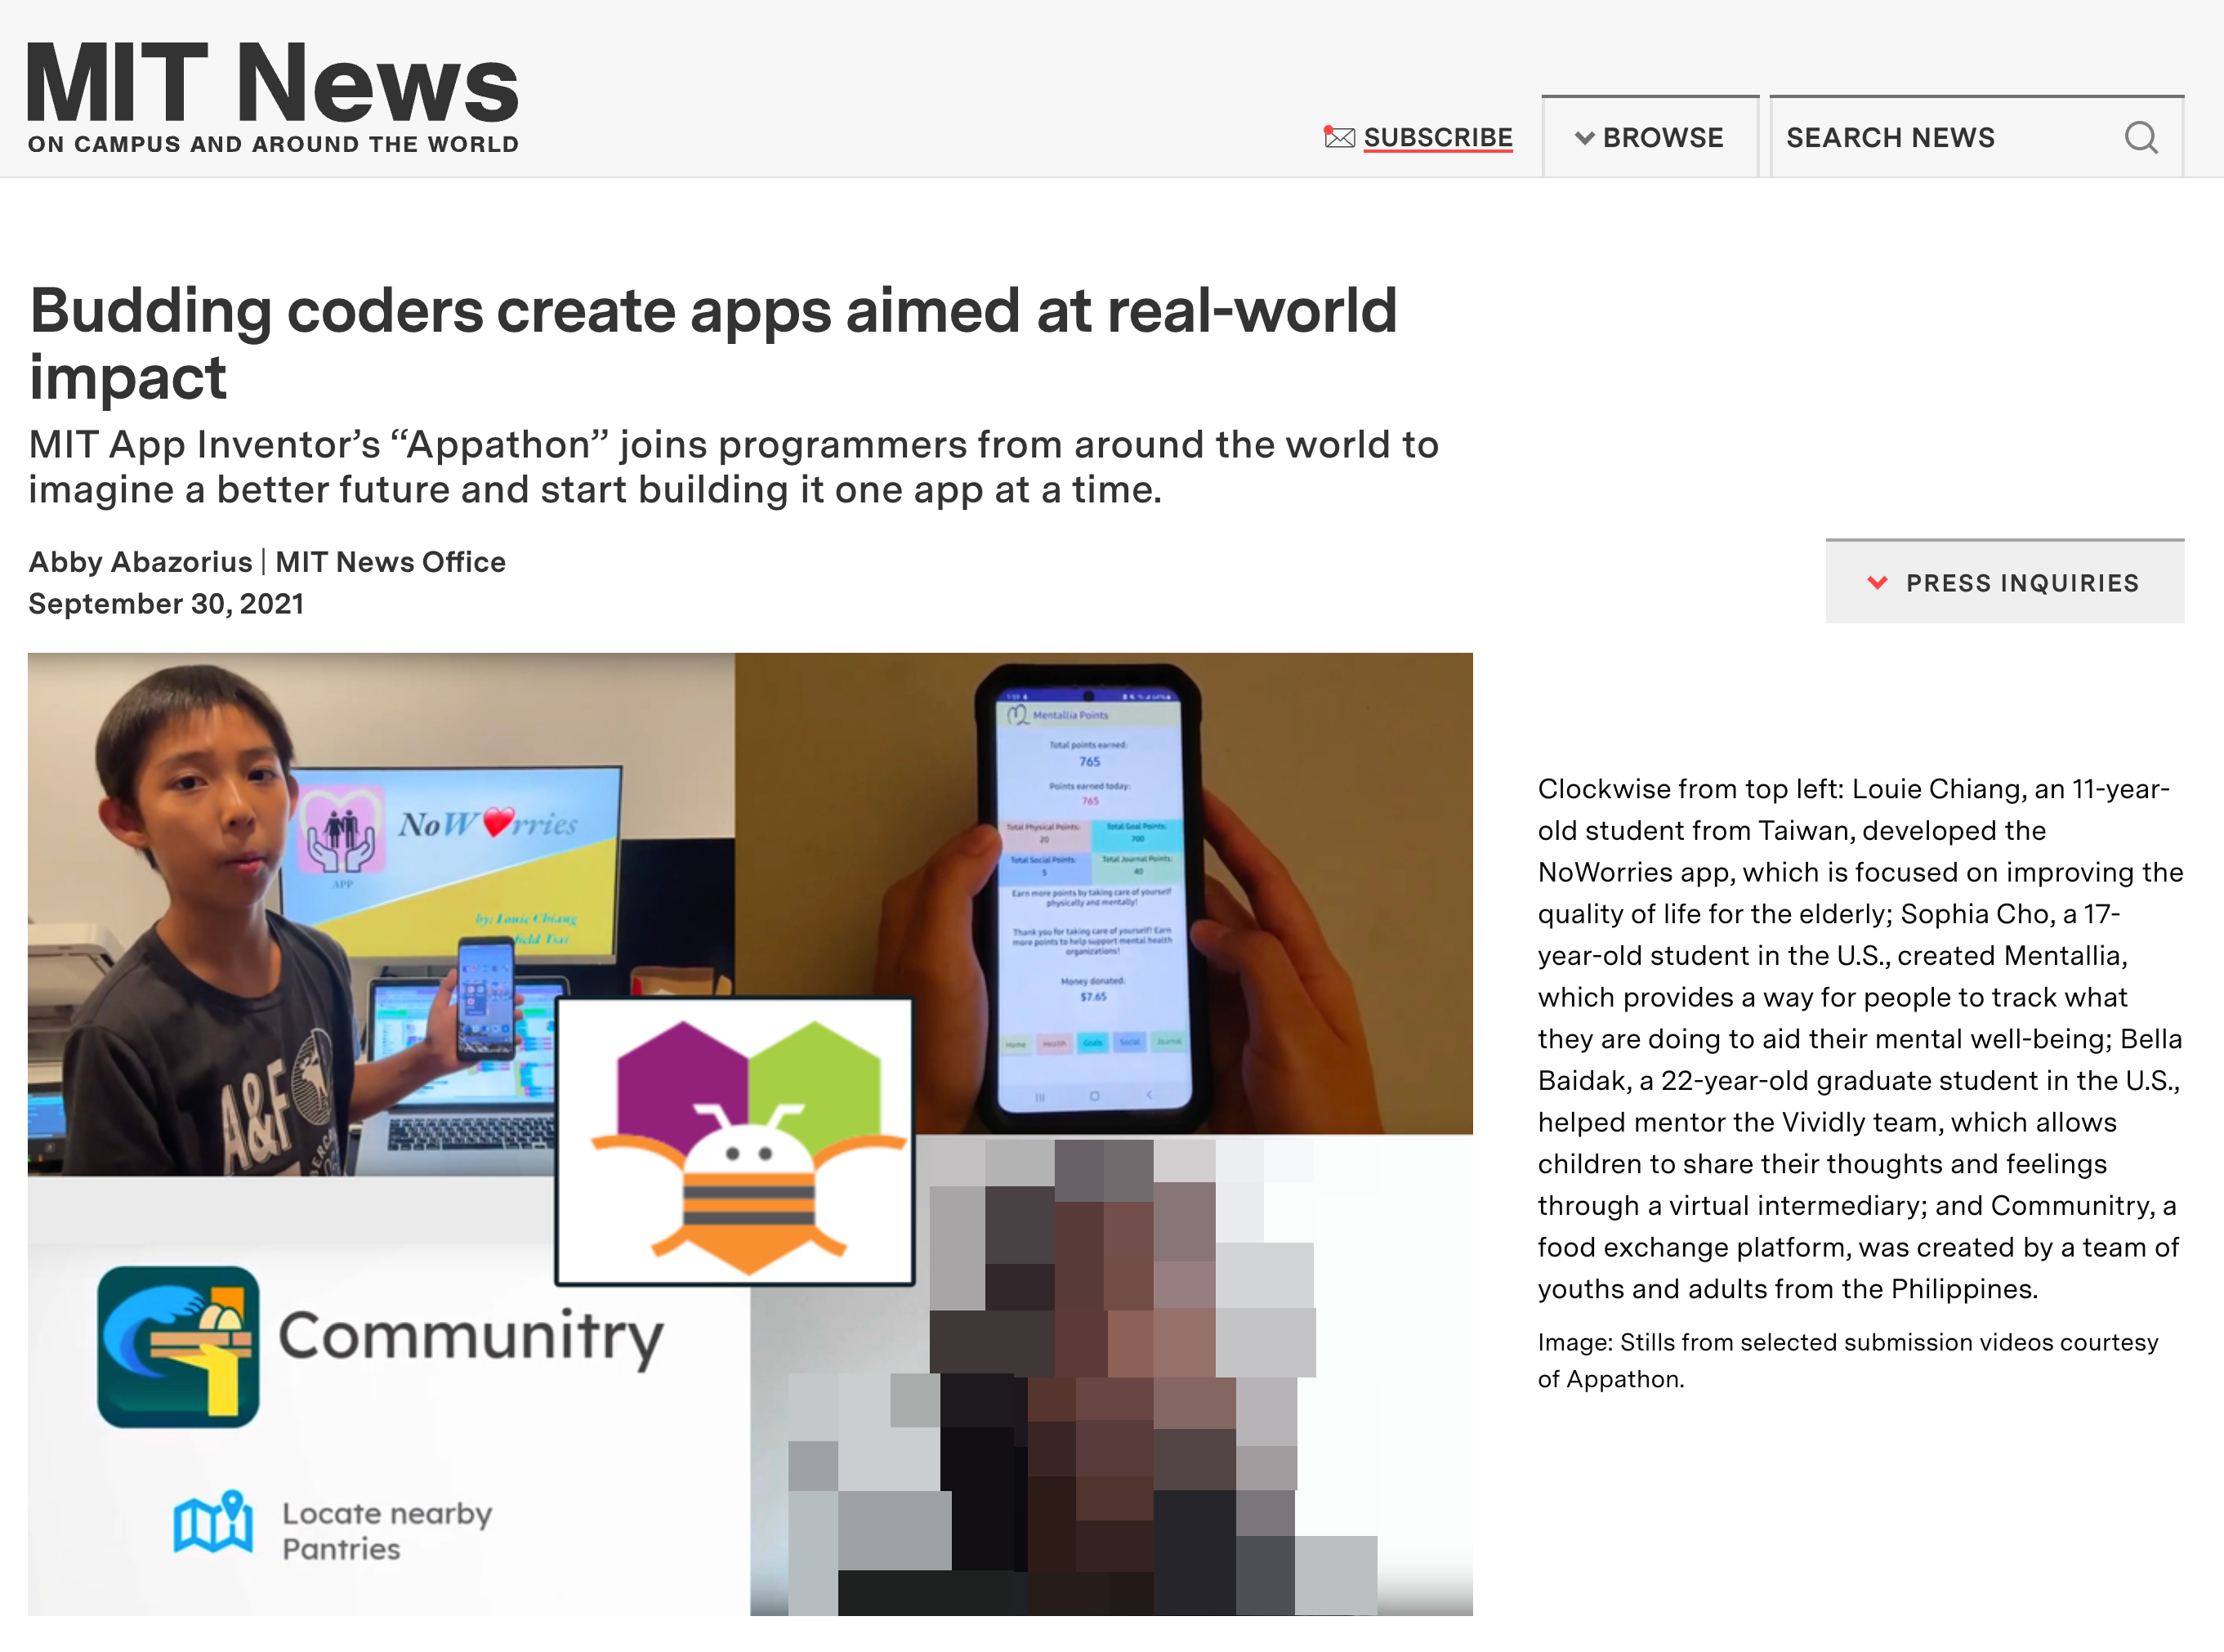 MIT News
ON CAMPUS AND AROUND THE WORLD
SUBSCRIBE
BROWSE
SEARCH NEWS
Budding coders create apps aimed at real-world
impact
MIT App Inventor’s “Appathon” joins programmers from around the world to
imagine a better future and start building it one app at a time.
Abby Abazorius | MIT News Office
September 30, 2021
PRESS INQUIRIES
NoW❤rries
APP
by: Louie Chiang
field Tsai
A&F
Mentallia Points
Total points earned:
765
Points earned today:
765
Total Physical Points:
20
Total Goal Points:
700
Total Social Points:
5
Total Journal Points:
40
Earn more points by taking care of yourself
physically and mentally!
Thank you for taking care of yourself! Earn
more points to help support mental health
organizations!
Money donated:
$7.65
Home
Health
Goals
Social
Journal
Communitry
Locate nearby
Pantries
Clockwise from top left: Louie Chiang, an 11-year-
old student from Taiwan, developed the
NoWorries app, which is focused on improving the
quality of life for the elderly; Sophia Cho, a 17-
year-old student in the U.S., created Mentallia,
which provides a way for people to track what
they are doing to aid their mental well-being; Bella
Baidak, a 22-year-old graduate student in the U.S.,
helped mentor the Vividly team, which allows
children to share their thoughts and feelings
through a virtual intermediary; and Communitry, a
food exchange platform, was created by a team of
youths and adults from the Philippines.
Image: Stills from selected submission videos courtesy
of Appathon.